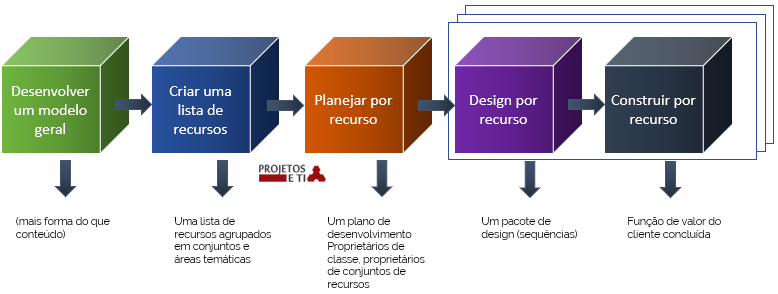 Desenvolver
um modelo
geral
Criar uma
lista de
recursos
Planejar por
recurso
Design por
recurso
Construir por
recurso
PROJETOS
E TI
(mais forma do que
conteúdo)
Uma lista de
recursos agrupados
em conjuntos e
áreas temáticas
Um plano de
desenvolvimento
Proprietários de
classe, proprietários
de conjuntos de
recursos
Um pacote de
design (sequências)
Função de valor do
cliente concluída